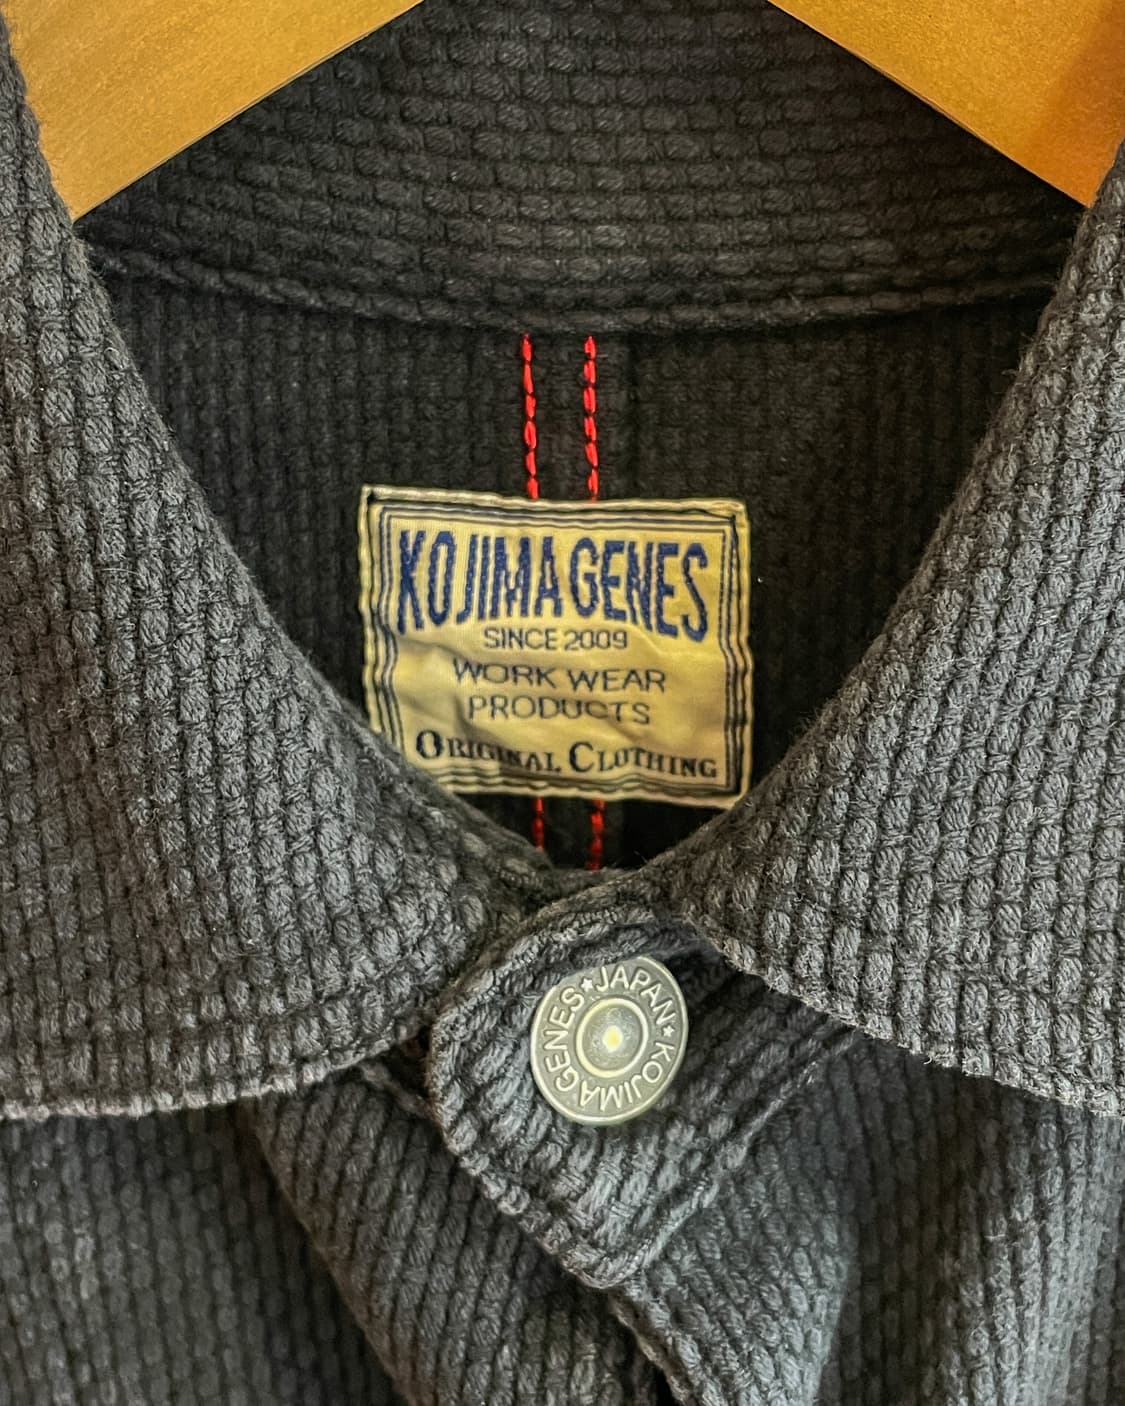 KOJIMA GENES
SINCE 2009
WORK WEAR
PRODUCTS
ORIGINAL CLOTHING
JAPAN★KOJIMA GENES★